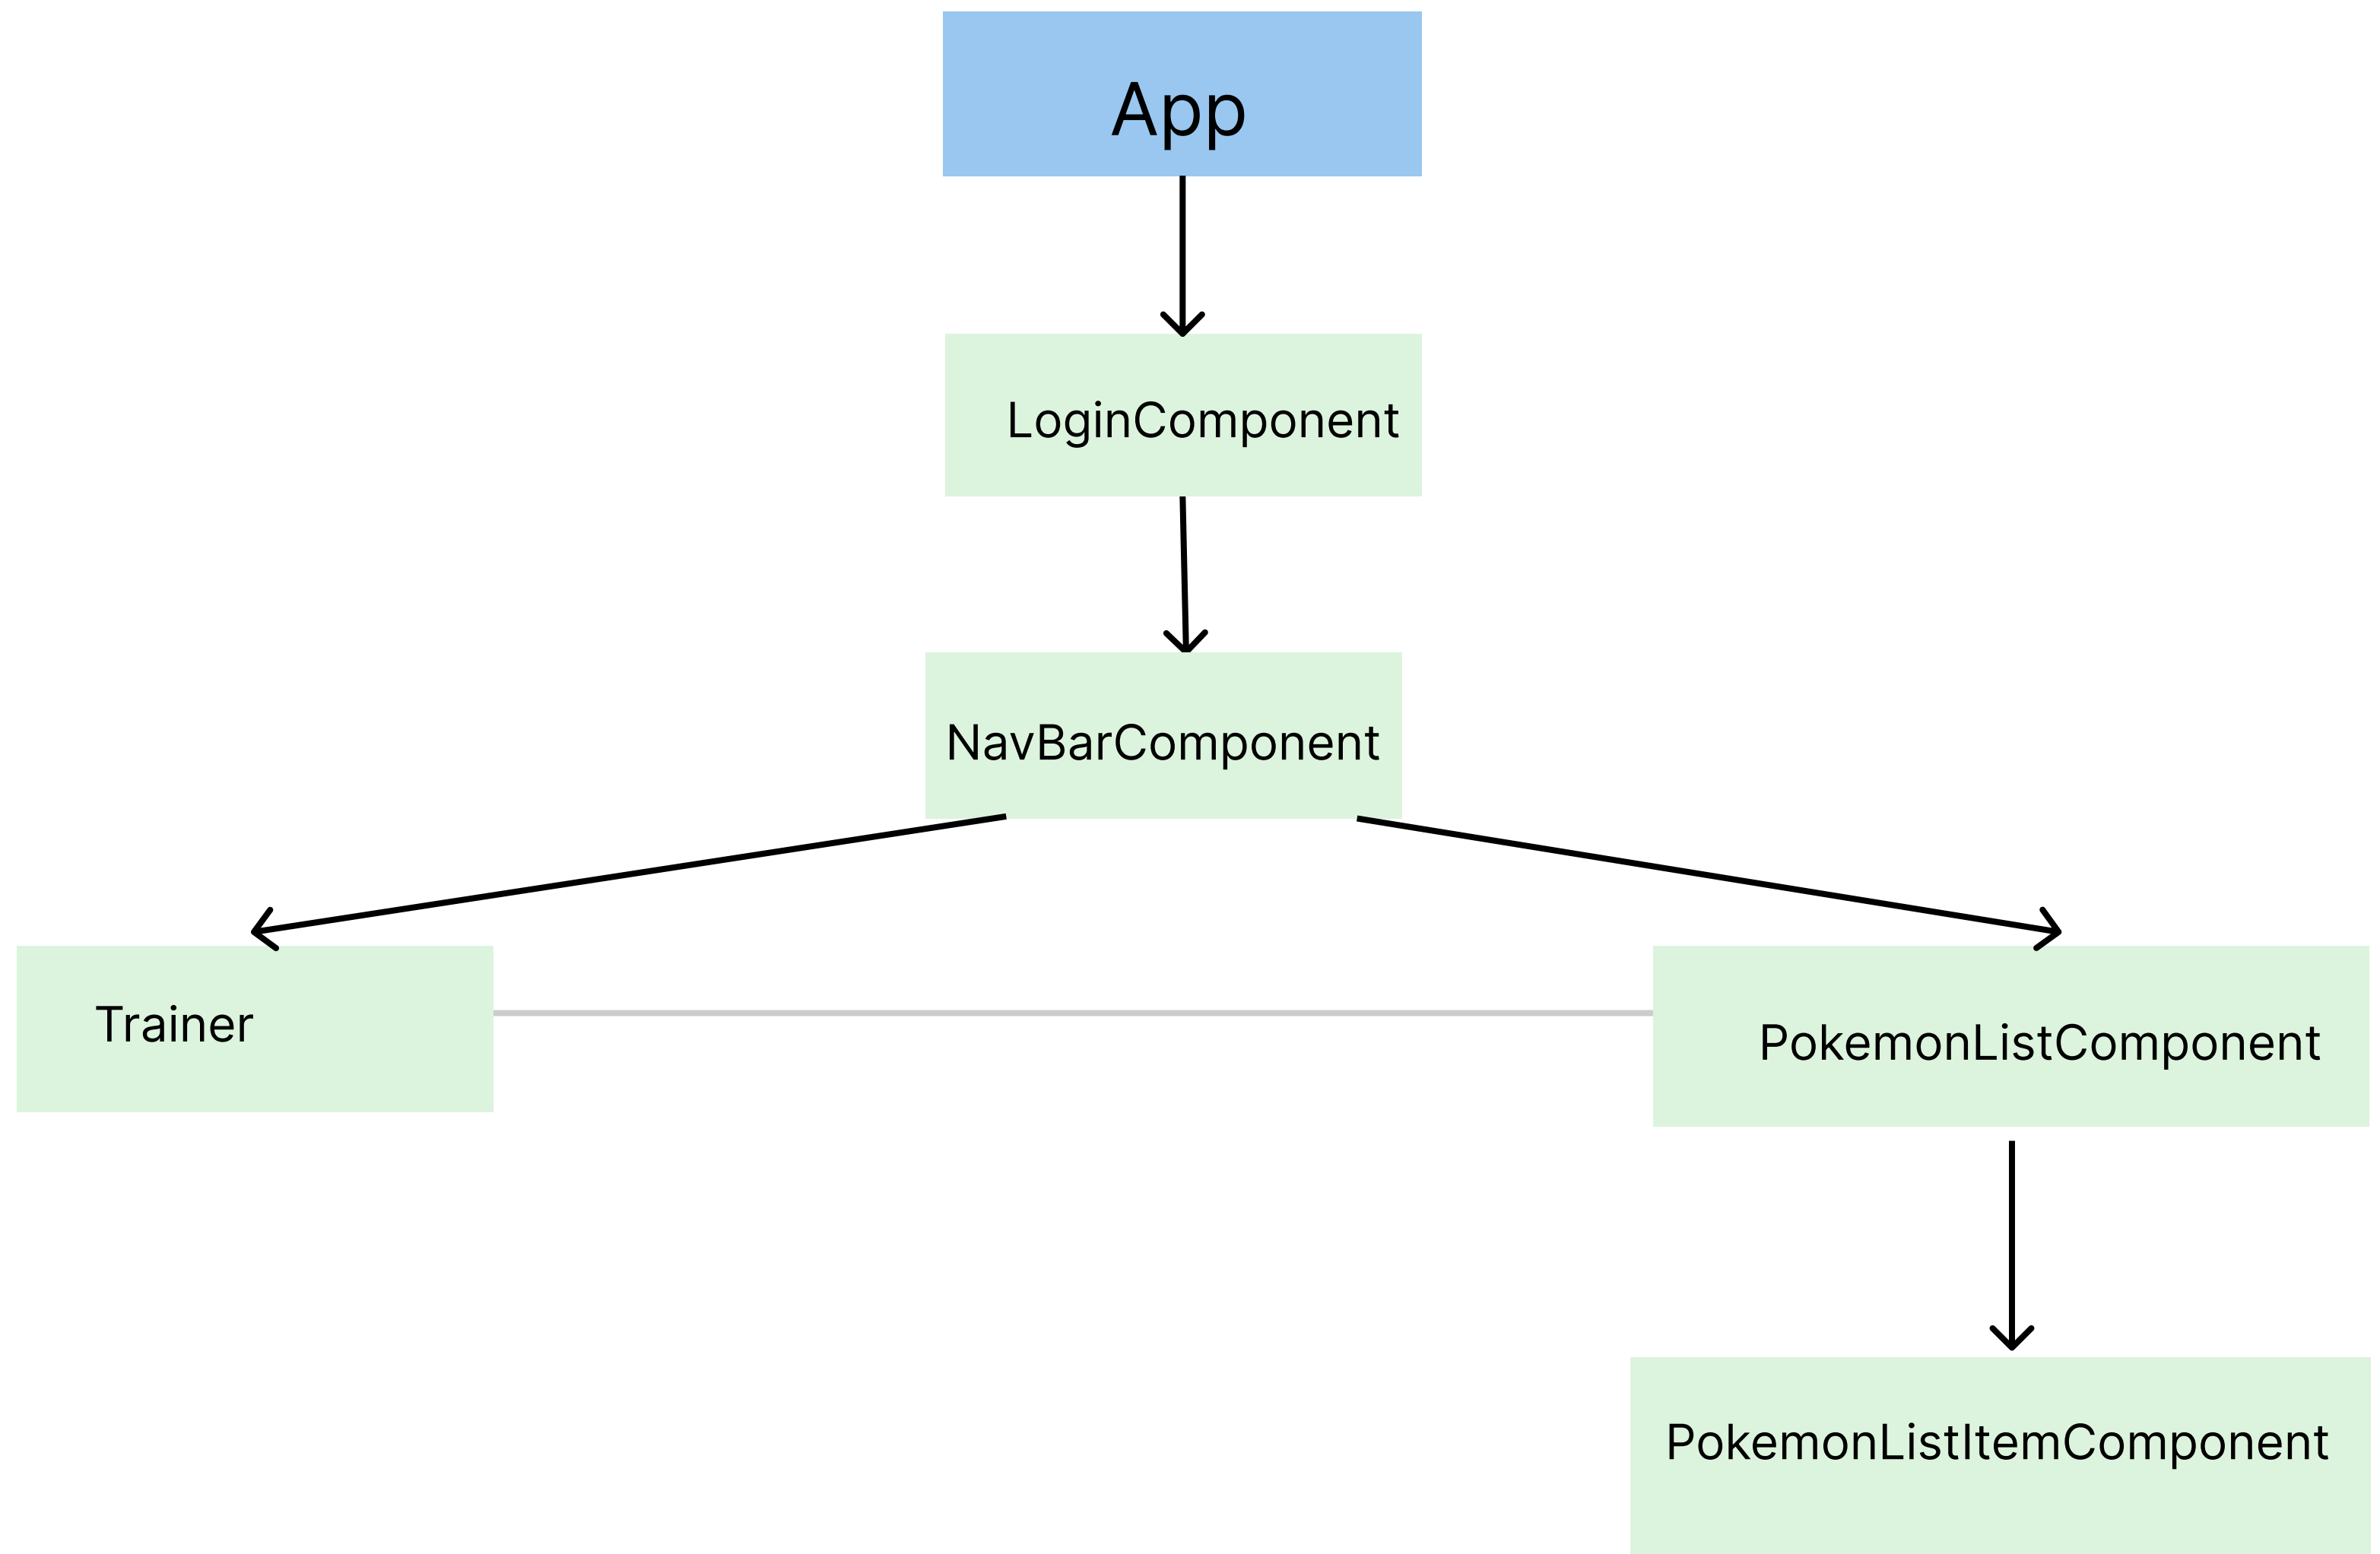 App
LoginComponent
NavBarComponent
Trainer
PokemonListComponent
PokemonListItemComponent